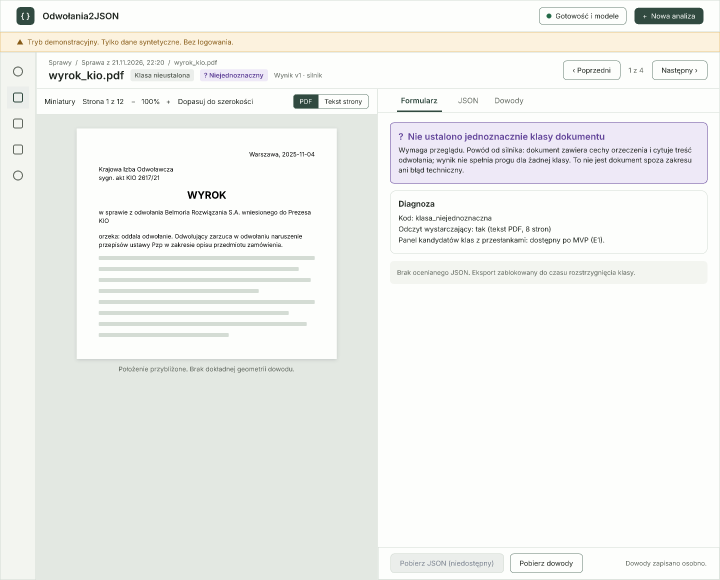 { } Odwołania2JSON
Gotowość i modele
+ Nowa analiza
Tryb demonstracyjny. Tylko dane syntetyczne. Bez logowania.
Sprawy / Sprawa z 21.11.2026, 22:20 / wyrok_kio.pdf
wyrok_kio.pdf Klasa nieustalona ? Niejednoznaczny Wynik v1 · silnik
‹ Poprzedni 1 z 4 Następny ›
Miniatury Strona 1 z 12 − 100% + Dopasuj do szerokości PDF Tekst strony
Warszawa, 2025-11-04
Krajowa Izba Odwoławcza
sygn. akt KIO 2617/21
WYROK
w sprawie z odwołania Belmoria Rozwiązania S.A. wniesionego do Prezesa
KIO
orzeka: oddala odwołanie. Odwołujący zarzuca w odwołaniu naruszenie
przepisów ustawy Pzp w zakresie opisu przedmiotu zamówienia.
Położenie przybliżone. Brak dokładnej geometrii dowodu.
Formularz JSON Dowody
? Nie ustalono jednoznacznie klasy dokumentu
Wymaga przeglądu. Powód od silnika: dokument zawiera cechy orzeczenia i cytuje treść
odwołania; wynik nie spełnia progu dla żadnej klasy. To nie jest dokument spoza zakresu
ani błąd techniczny.
Diagnoza
Kod: klasa_niejednoznaczna
Odczyt wystarczający: tak (tekst PDF, 8 stron)
Panel kandydatów klas z przesłankami: dostępny po MVP (E1).
Brak ocenianego JSON. Eksport zablokowany do czasu rozstrzygnięcia klasy.
Pobierz JSON (niedostępny) Pobierz dowody Dowody zapisano osobno.